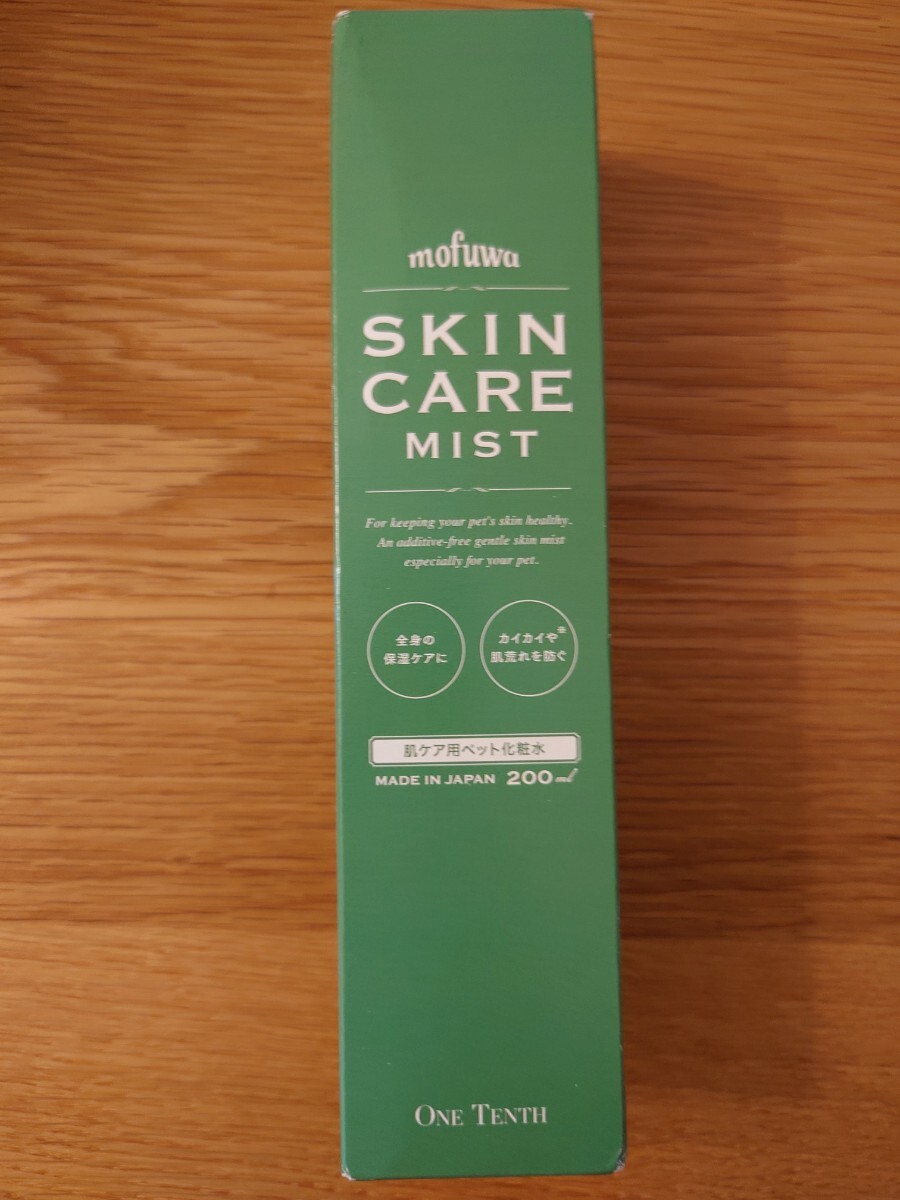 mofuwa
SKIN
CARE
MIST
For keeping your pet's skin healthy.
An additive-free gentle skin mist
especially for your pet.
全身の
保湿ケアに
カイカイや※
肌荒れを防ぐ
肌ケア用ペット化粧水
MADE IN JAPAN 200ml
ONE TENTH